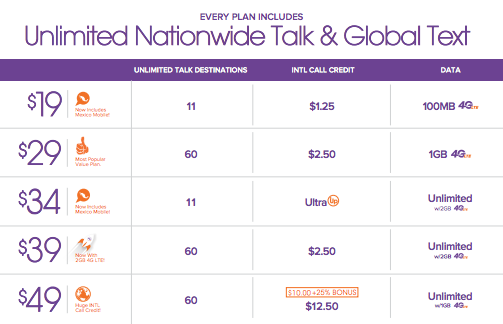 EVERY PLAN INCLUDES
Unlimited Nationwide Talk & Global Text
UNLIMITED TALK DESTINATIONS INTL CALL CREDIT DATA
$19 Now Includes
Mexico Mobile! 11 $1.25 100MB 4G LTE
$29 Most Popular
Value Plan. 60 $2.50 1GB 4G LTE
$34 Now Includes
Mexico Mobile! 11 Ultra Up Unlimited
w/2GB 4G LTE
$39 Now With
2GB 4G LTE! 60 $2.50 Unlimited
w/2GB 4G LTE
$49 Huge INTL
Call Credit! 60 $10.00+25% BONUS
$12.50 Unlimited
w/1GB 4G LTE